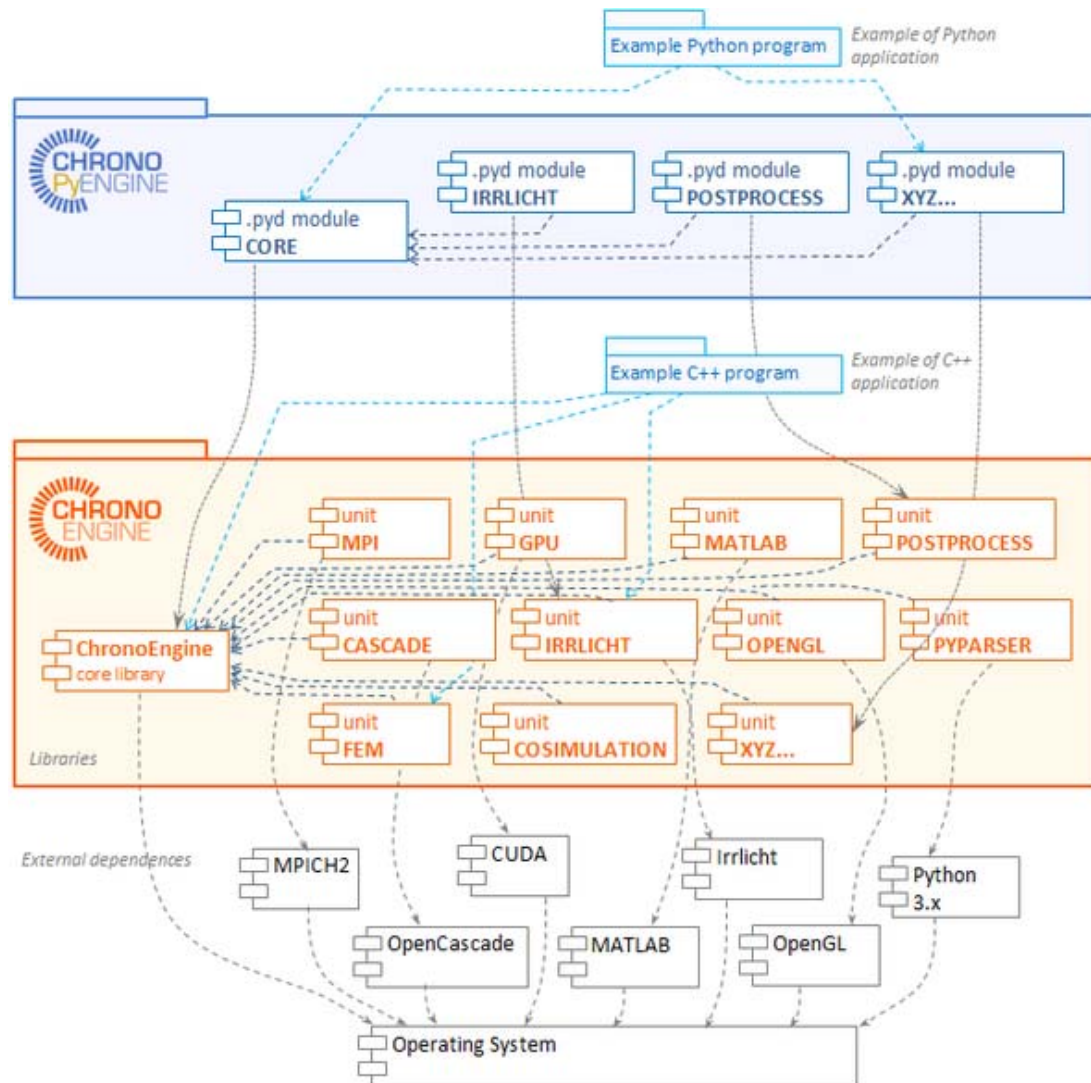 Example Python program
Example of Python
application
CHRONO
PyENGINE
.pyd module
IRRLICHT
.pyd module
POSTPROCESS
.pyd module
XYZ...
.pyd module
CORE
Example C++ program
Example of C++
application
CHRONO
ENGINE
unit
MPI
unit
GPU
unit
MATLAB
unit
POSTPROCESS
ChronoEngine
core library
unit
CASCADE
unit
IRRLICHT
unit
OPENGL
unit
PYPARSER
unit
FEM
unit
COSIMULATION
unit
XYZ...
Libraries
External dependences
MPICH2
CUDA
Irrlicht
Python
3.x
OpenCascade
MATLAB
OpenGL
Operating System